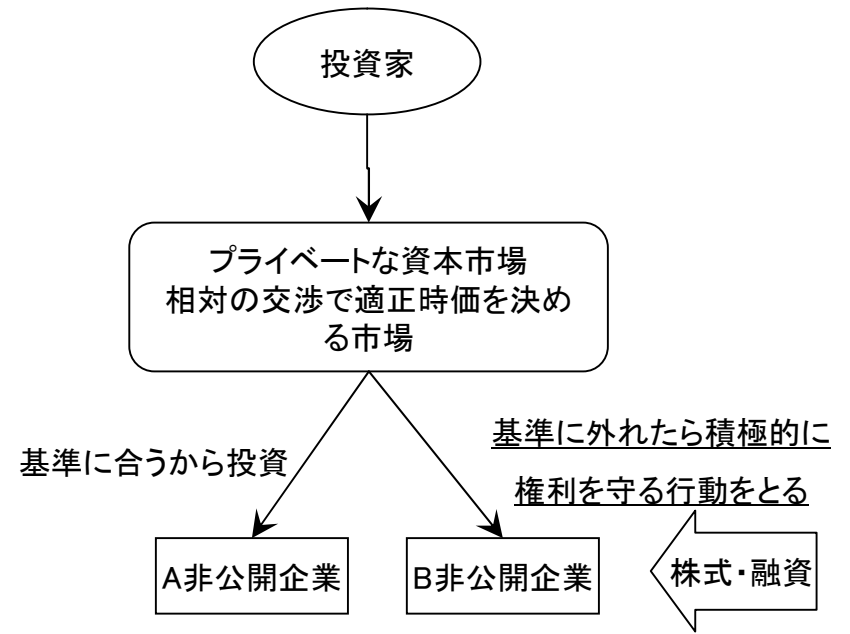 投資家
プライベートな資本市場
相対の交渉で適正時価を決め
る市場
基準に合うから投資
基準に外れたら積極的に
権利を守る行動をとる
A非公開企業
B非公開企業
株式・融資